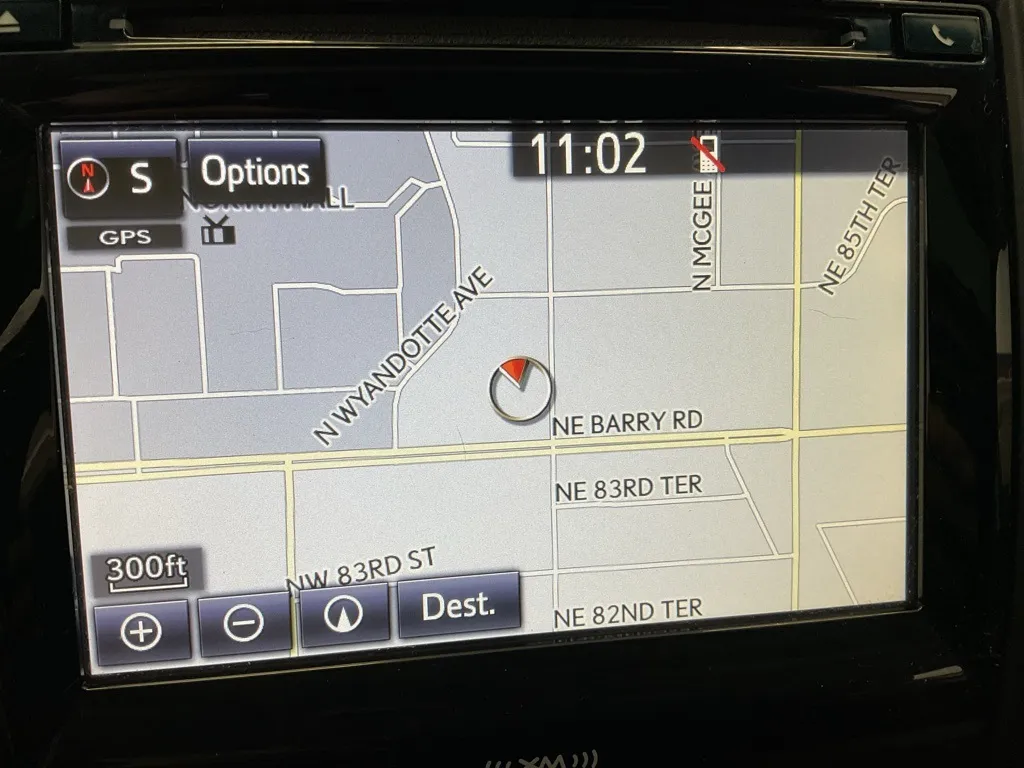 N
S
Options
11:02
GPS
N MCGEE
NE 85TH TER
N WYANDOTTE AVE
NE BARRY RD
NE 83RD TER
300ft
NW 83RD ST
Dest.
NE 82ND TER
XM